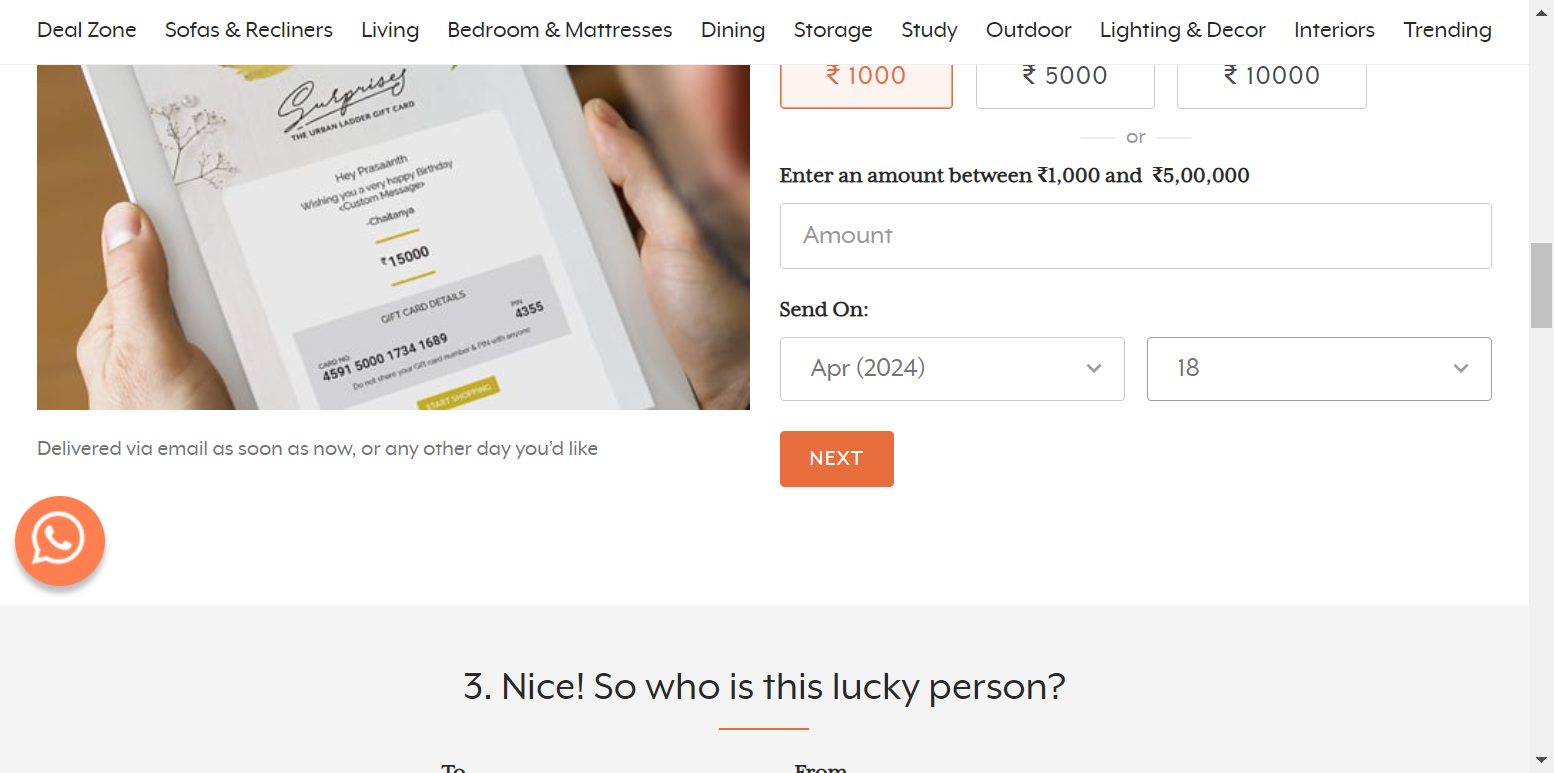 Deal Zone Sofas & Recliners Living Bedroom & Mattresses Dining Storage Study Outdoor Lighting & Decor Interiors Trending
Surprise!
THE URBAN LADDER GIFT CARD
Hey Prasaanth
Wishing you a very happy Birthday
<Custom Message>
-Chaitanya
₹15000
GIFT CARD DETAILS
CARD NO.
PIN
4591 5000 1734 1689
4355
Do not share your Gift card number & PIN with anyone
START SHOPPING
Delivered via email as soon as now, or any other day you'd like
₹ 1000 ₹ 5000 ₹ 10000
or
Enter an amount between ₹1,000 and ₹5,00,000
Amount
Send On:
Apr (2024) 18
NEXT
3. Nice! So who is this lucky person?
To From